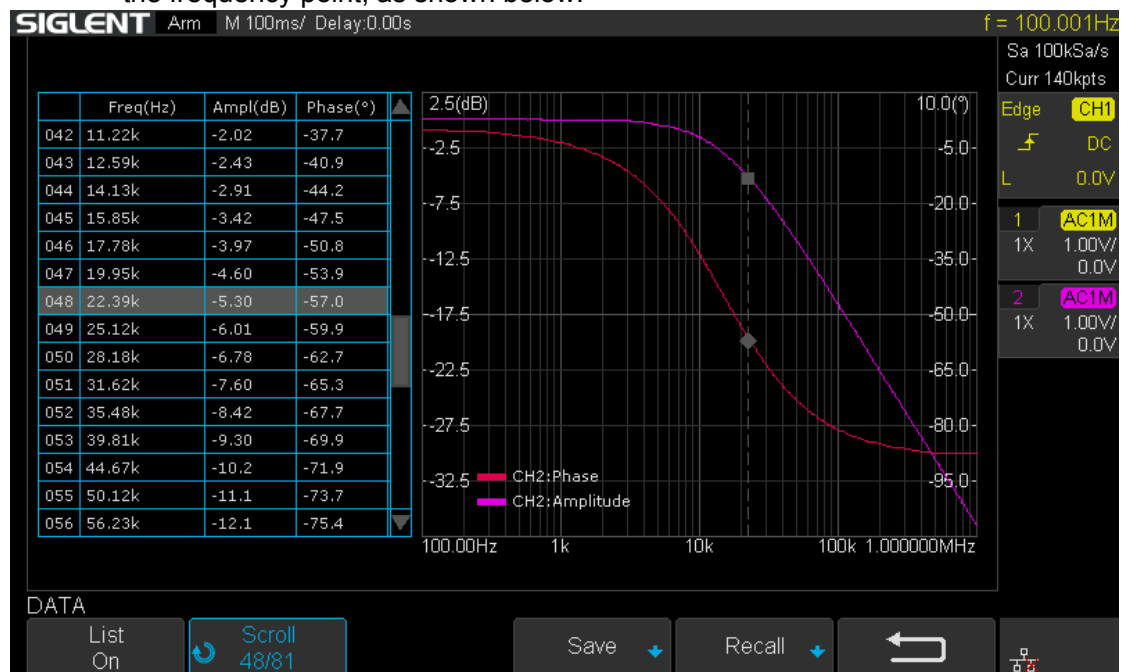 the frequency point, as shown below:
SIGLENT Arm M 100ms/ Delay:0.00s f = 100.001Hz
Sa 100kSa/s
Curr 140kpts
Edge CH1
DC
L 0.0V
1 AC1M
1X 1.00V/
0.0V
2 AC1M
1X 1.00V/
0.0V
Freq(Hz) Ampl(dB) Phase(°)
042 11.22k -2.02 -37.7
043 12.59k -2.43 -40.9
044 14.13k -2.91 -44.2
045 15.85k -3.42 -47.5
046 17.78k -3.97 -50.8
047 19.95k -4.60 -53.9
048 22.39k -5.30 -57.0
049 25.12k -6.01 -59.9
050 28.18k -6.78 -62.7
051 31.62k -7.60 -65.3
052 35.48k -8.42 -67.7
053 39.81k -9.30 -69.9
054 44.67k -10.2 -71.9
055 50.12k -11.1 -73.7
056 56.23k -12.1 -75.4
2.5(dB) 10.0(°)
-2.5 -5.0
-7.5 -20.0
-12.5 -35.0
-17.5 -50.0
-22.5 -65.0
-27.5 -80.0
-32.5 -95.0
CH2:Phase
CH2:Amplitude
100.00Hz 1k 10k 100k 1.000000MHz
DATA
List
On
Scroll
48/81
Save
Recall